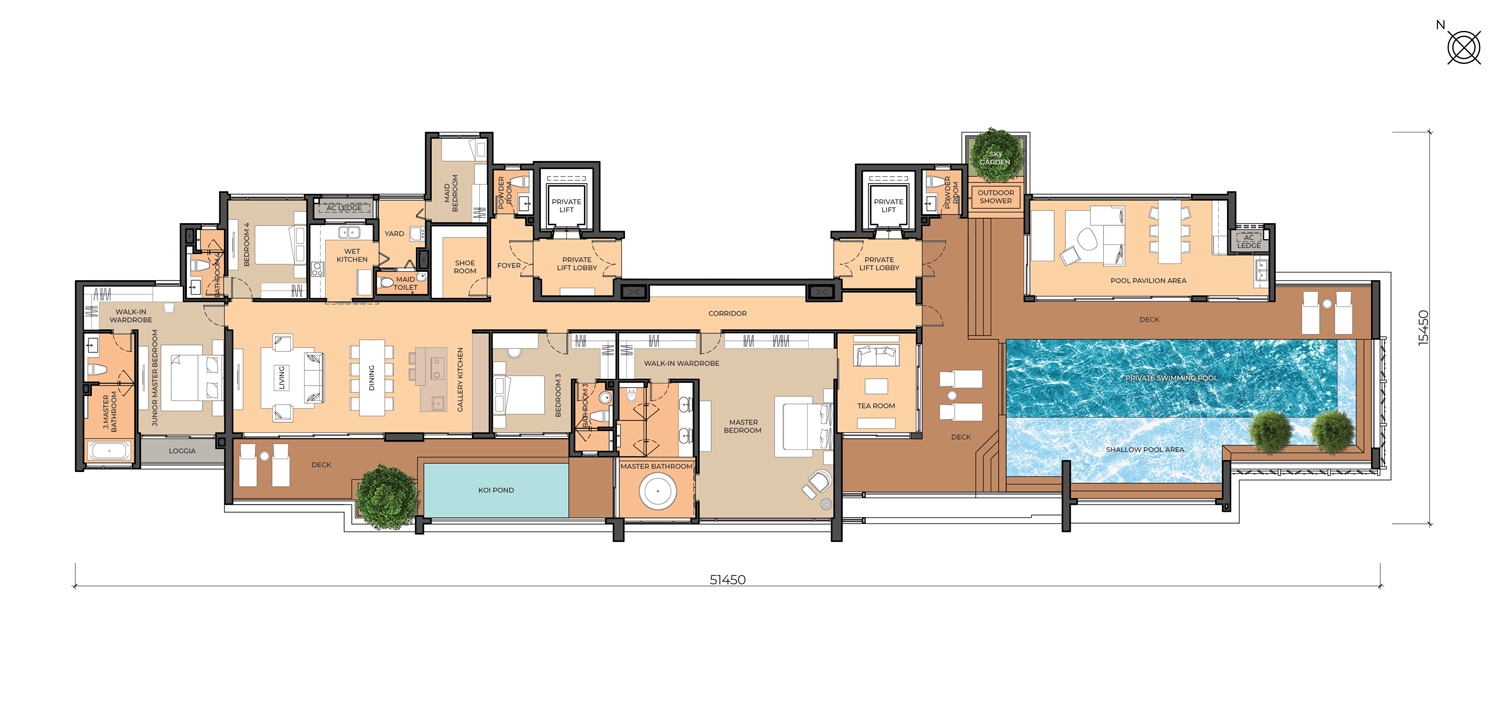 N
SKY
GARDEN
OUTDOOR
SHOWER
MAID
BEDROOM
POWDER
ROOM
PRIVATE
LIFT
PRIVATE
LIFT
POWDER
ROOM
AC LEDGE
BEDROOM 4
YARD
WET
KITCHEN
AC
LEDGE
SHOE
ROOM
FOYER
PRIVATE
LIFT LOBBY
PRIVATE
LIFT LOBBY
BATHROOM 4
MAID
TOILET
POOL PAVILION AREA
WALK-IN
WARDROBE
CORRIDOR
DECK
15450
JUNIOR MASTER BEDROOM
LIVING
DINING
GALLERY KITCHEN
BEDROOM 3
BATHROOM 3
WALK-IN WARDROBE
J.MASTER
BATHROOM
TEA ROOM
PRIVATE SWIMMING POOL
MASTER
BEDROOM
DECK
LOGGIA
SHALLOW POOL AREA
DECK
MASTER BATHROOM
KOI POND
51450